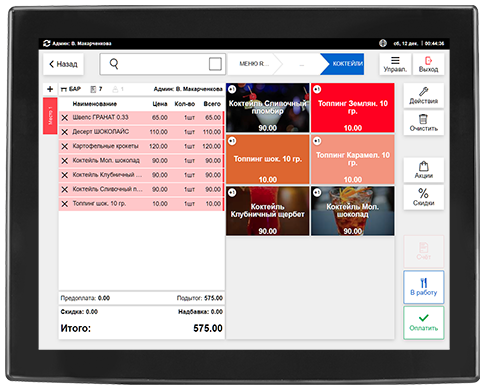 Админ: В. Макарченкова
сб, 12 дек. | 00:44:36
Назад
МЕНЮ R...
...
КОКТЕЙЛИ
Управл.
Выход
+ БАР 7 1 Админ: В. Макарченкова
Место 1
Наименование Цена Кол-во Всего
Швепс ГРАНАТ 0.33 65.00 1шт 65.00
Десерт ШОКОЛАЙС 110.00 1шт 110.00
Картофельные крокеты 120.00 1шт 120.00
Коктейль Мол. шоколад 90.00 1шт 90.00
Коктейль Клубничный ... 90.00 1шт 90.00
Коктейль Сливочный п... 90.00 1шт 90.00
Топпинг шок. 10 гр. 10.00 1шт 10.00
+1
Коктейль Сливочный пломбир
90.00
Топпинг Землян. 10 гр.
10.00
+1
Топпинг шок. 10 гр.
10.00
Топпинг Карамел. 10 гр.
10.00
+1
Коктейль Клубничный щербет
90.00
+1
Коктейль Мол. шоколад
90.00
Действия
Очистить
Акции
Скидки
Счет
В работу
Оплатить
Предоплата: 0.00 Подытог: 575.00
Скидка: 0.00 Надбавка: 0.00
Итого: 575.00